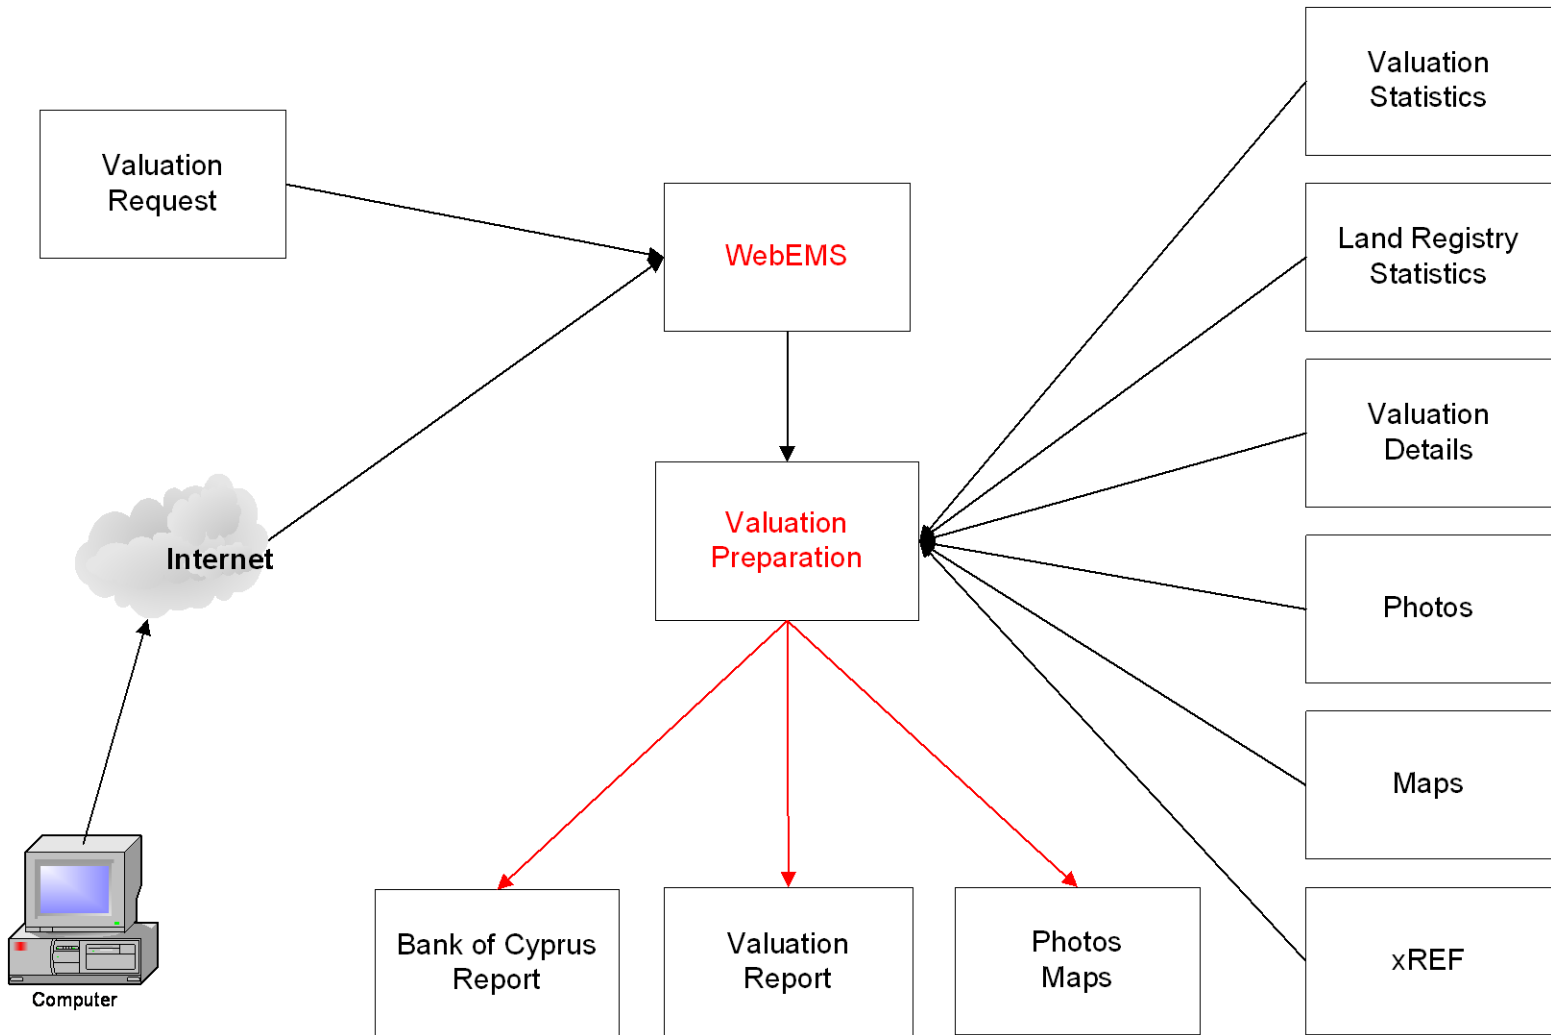 Valuation
Statistics
Valuation
Request
WebEMS
Land Registry
Statistics
Valuation
Details
Valuation
Preparation
Internet
Photos
Maps
Computer
Bank of Cyprus
Report
Valuation
Report
Photos
Maps
xREF